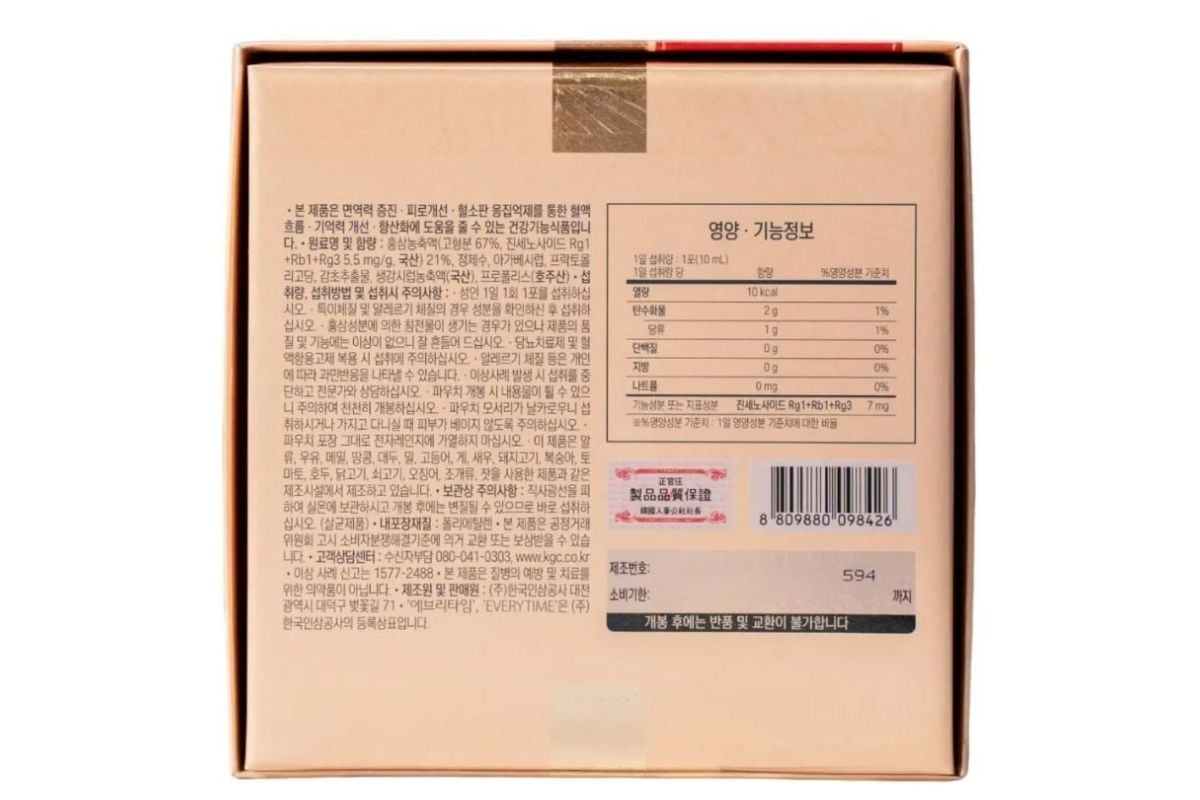 • 본 제품은 면역력 증진 · 피로개선 · 혈소판 응집억제를 통한 혈액
흐름 · 기억력 개선 · 항산화에 도움을 줄 수 있는 건강기능식품입니
다. • 원료명 및 함량 : 홍삼농축액(고형분 67%, 진세노사이드 Rg1
+Rb1+Rg3 5.5 mg/g, 국산) 21%, 정제수, 아가베시럽, 프락토올
리고당, 감초추출물, 생강시럽농축액(국산), 프로폴리스(호주산) • 섭
취량, 섭취방법 및 섭취시 주의사항 : · 성인 1일 1회 1포를 섭취하십
시오. · 특이체질 및 알레르기 체질의 경우 성분을 확인하신 후 섭취하
십시오. · 홍삼성분에 의한 침전물이 생기는 경우가 있으나 제품의 품
질 및 기능에는 이상이 없으니 잘 흔들어 드십시오. · 당뇨치료제 및 혈
액항응고제 복용 시 섭취에 주의하십시오. · 알레르기 체질 등은 개인
에 따라 과민반응을 나타낼 수 있습니다. · 이상사례 발생 시 섭취를 중
단하고 전문가와 상담하십시오. · 파우치 개봉 시 내용물이 튈 수 있으
니 주의하여 천천히 개봉하십시오. · 파우치 모서리가 날카로우니 섭
취하시거나 가지고 다니실 때 피부가 베이지 않도록 주의하십시오. ·
파우치 포장 그대로 전자레인지에 가열하지 마십시오. · 이 제품은 알
류, 우유, 메밀, 땅콩, 대두, 밀, 고등어, 게, 새우, 돼지고기, 복숭아, 토
마토, 호두, 닭고기, 쇠고기, 오징어, 조개류, 잣을 사용한 제품과 같은
제조시설에서 제조하고 있습니다. • 보관상 주의사항 : 직사광선을 피
하여 실온에 보관하시고 개봉 후에는 변질될 수 있으므로 바로 섭취하
십시오. (살균제품) • 내포장재질 : 폴리에틸렌 • 본 제품은 공정거래
위원회 고시 소비자분쟁해결기준에 의거 교환 또는 보상받을 수 있습
니다. • 고객상담센터 : 수신자부담 080-041-0303, www.kgc.co.kr
• 이상 사례 신고는 1577-2488 • 본 제품은 질병의 예방 및 치료를
위한 의약품이 아닙니다. • 제조원 및 판매원 : (주)한국인삼공사 대전
광역시 대덕구 벚꽃길 71 • '에브리타임', 'EVERYTIME'은 (주)
한국인삼공사의 등록상표입니다.
영양 · 기능정보
1일 섭취량 : 1포(10 mL)
1일 섭취량 당 함량 %영양성분 기준치
열량 10 kcal
탄수화물 2 g 1%
당류 1 g 1%
단백질 0 g 0%
지방 0 g 0%
나트륨 0 mg 0%
기능성분 또는 지표성분 진세노사이드 Rg1+Rb1+Rg3 7 mg
※%영양성분 기준치 : 1일 영양성분 기준치에 대한 비율
正官庄
製品品質保證
韓國人蔘公社社長
8 809880 098426
제조번호: 594
소비기한: 까지
개봉 후에는 반품 및 교환이 불가합니다